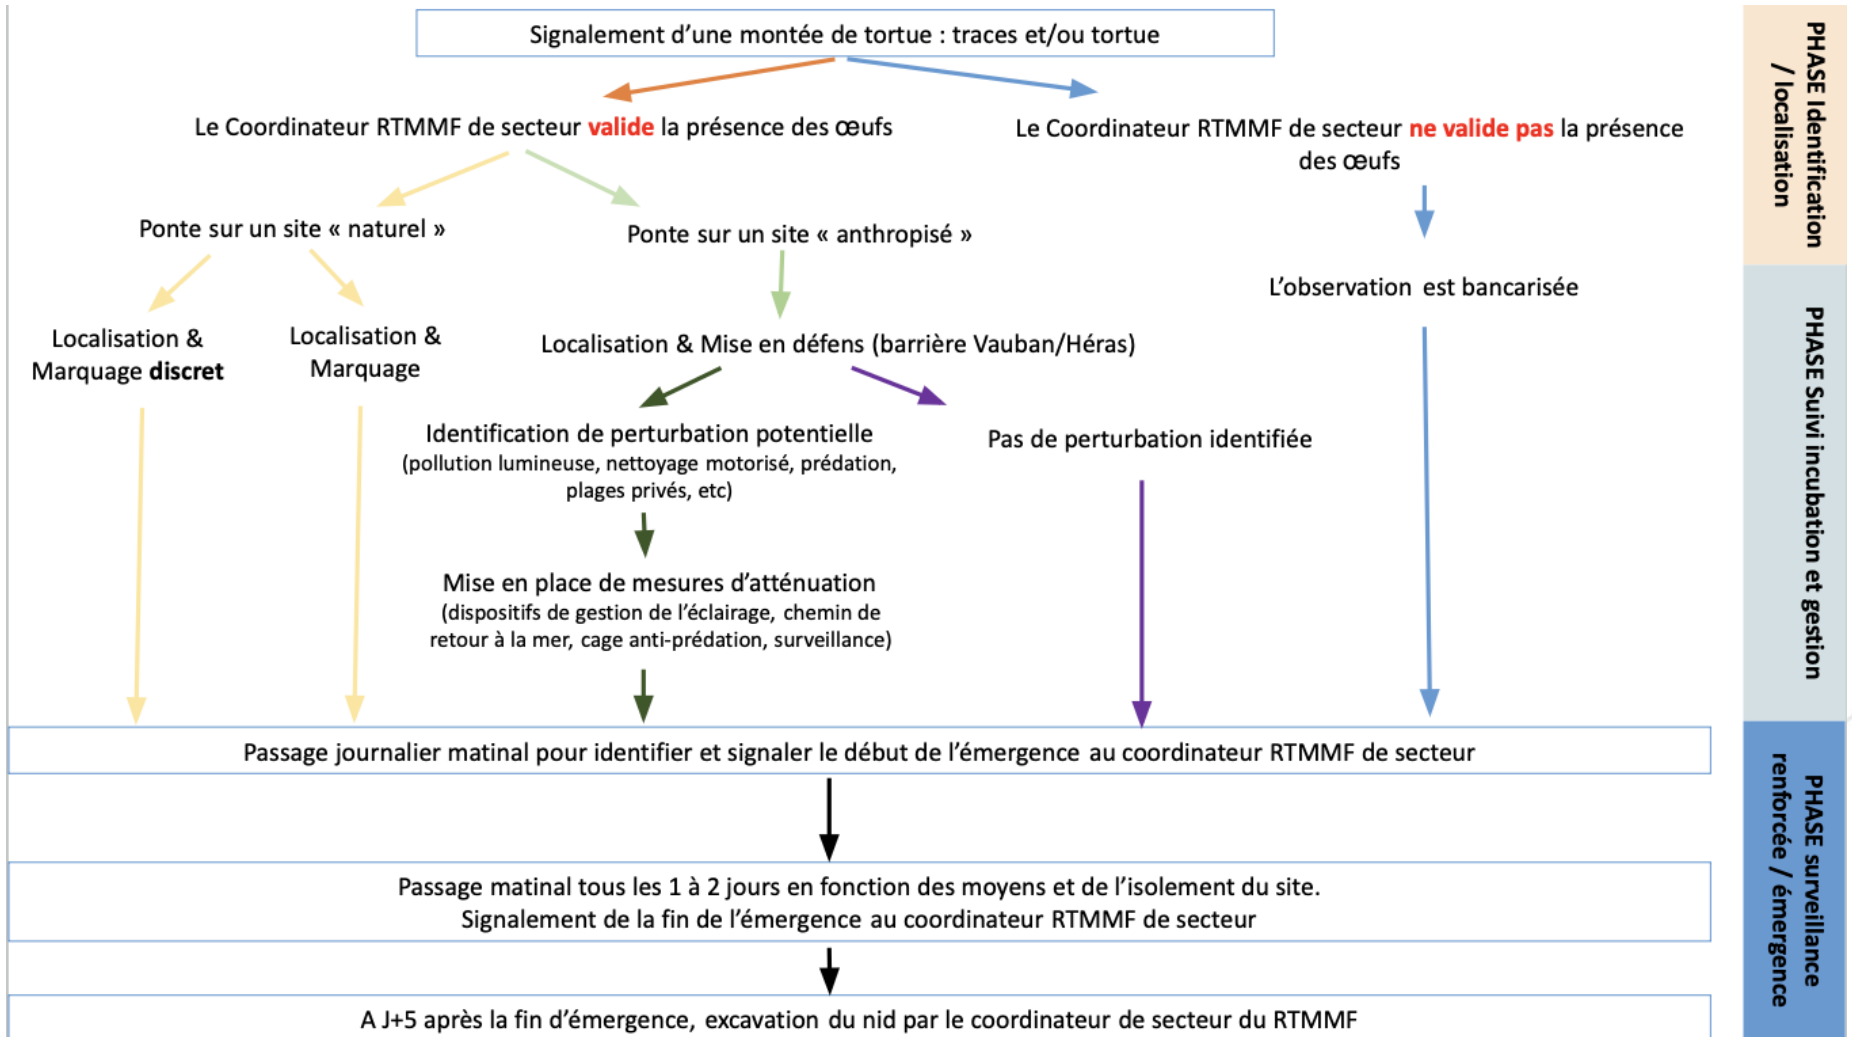 Signalement d’une montée de tortue : traces et/ou tortue
Le Coordinateur RTMMF de secteur valide la présence des œufs
Le Coordinateur RTMMF de secteur ne valide pas la présence
des œufs
Ponte sur un site « naturel »
Ponte sur un site « anthropisé »
L’observation est bancarisée
Localisation &
Marquage discret
Localisation &
Marquage
Localisation & Mise en défens (barrière Vauban/Héras)
Identification de perturbation potentielle
(pollution lumineuse, nettoyage motorisé, prédation,
plages privés, etc)
Pas de perturbation identifiée
Mise en place de mesures d’atténuation
(dispositifs de gestion de l’éclairage, chemin de
retour à la mer, cage anti-prédation, surveillance)
Passage journalier matinal pour identifier et signaler le début de l’émergence au coordinateur RTMMF de secteur
Passage matinal tous les 1 à 2 jours en fonction des moyens et de l’isolement du site.
Signalement de la fin de l’émergence au coordinateur RTMMF de secteur
A J+5 après la fin d’émergence, excavation du nid par le coordinateur de secteur du RTMMF
PHASE Identification
/ localisation
PHASE Suivi incubation et gestion
PHASE surveillance
renforcée / émergence